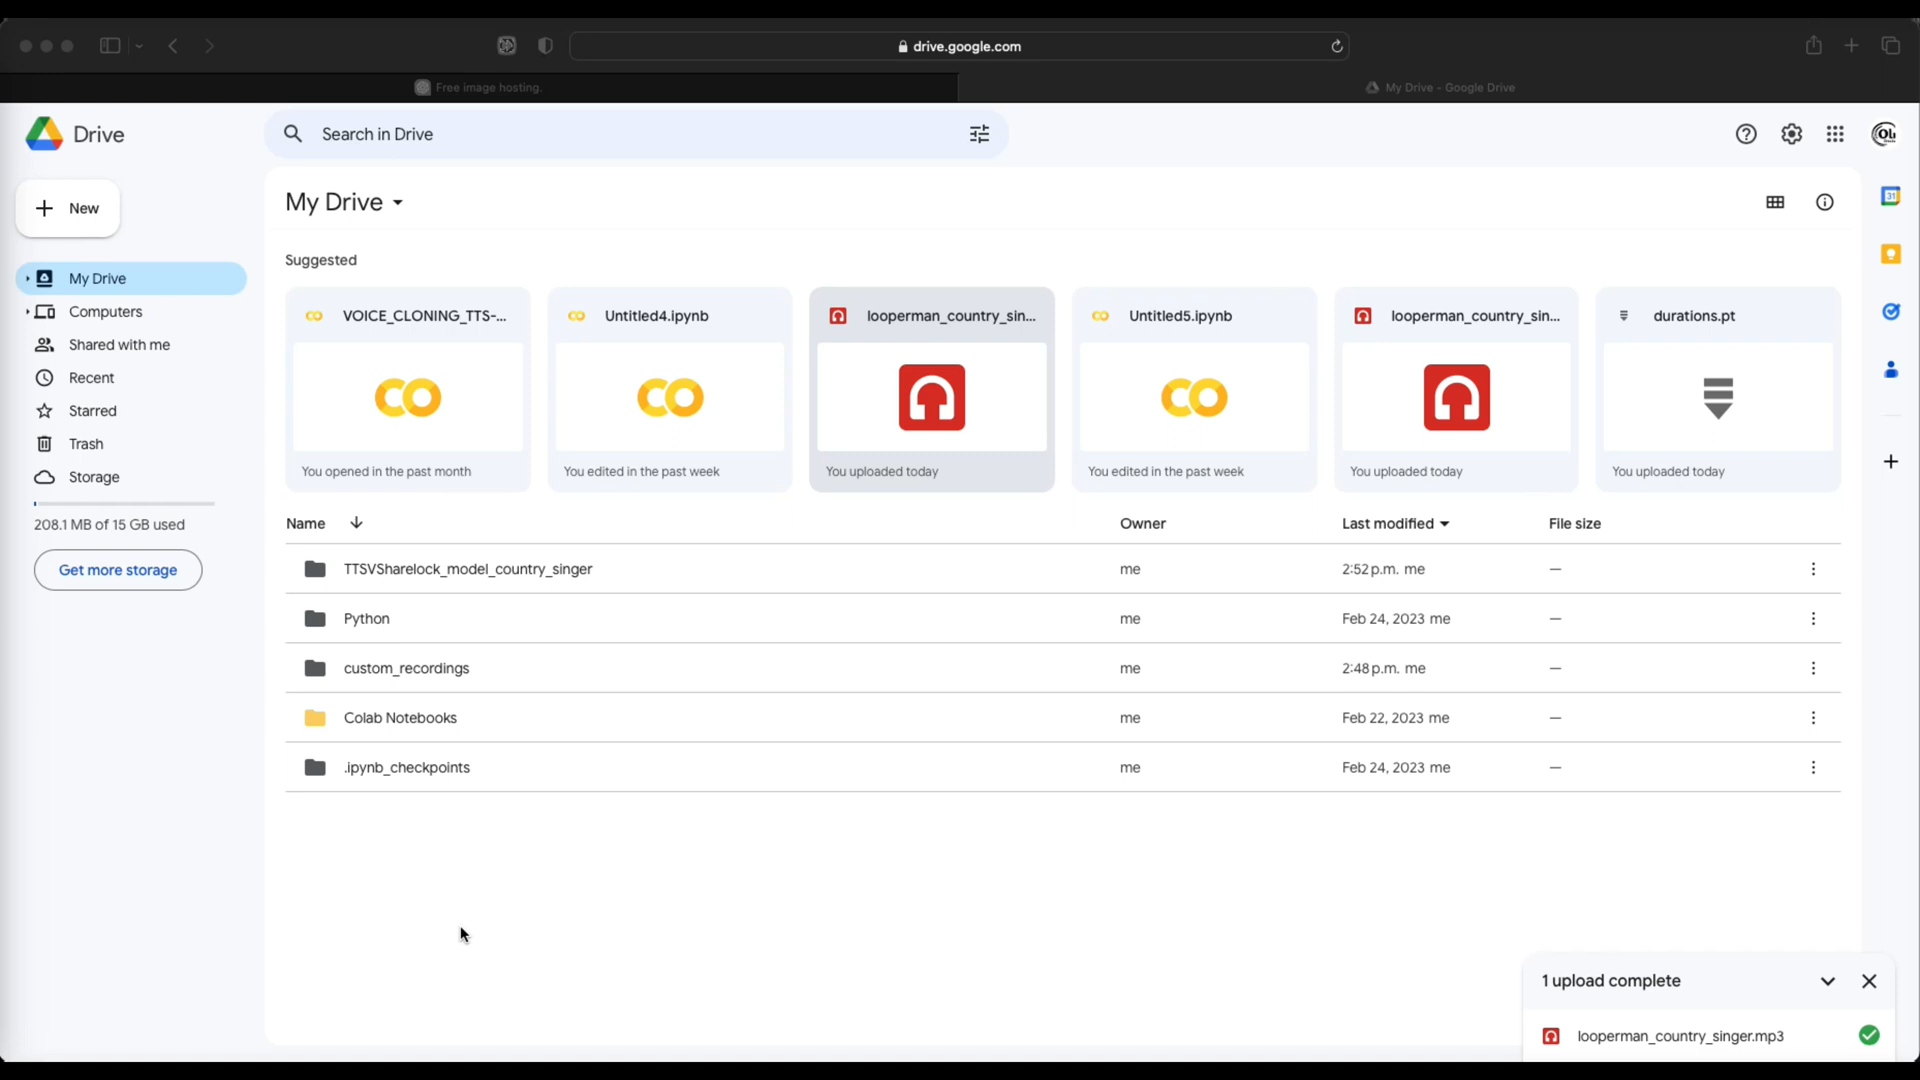 drive.google.com
Free image hosting.
My Drive - Google Drive
Drive
Search in Drive
OL
New
My Drive
31
Suggested
My Drive
Computers
Shared with me
Recent
Starred
Trash
Storage
208.1 MB of 15 GB used
Get more storage
VOICE_CLONING_TTS-...
Untitled4.ipynb
looperman_country_sin...
Untitled5.ipynb
looperman_country_sin...
durations.pt
You opened in the past month
You edited in the past week
You uploaded today
You edited in the past week
You uploaded today
You uploaded today
Name Owner Last modified File size
TTSVSharelock_model_country_singer me 2:52 p.m. me —
Python me Feb 24, 2023 me —
custom_recordings me 2:48 p.m. me —
Colab Notebooks me Feb 22, 2023 me —
.ipynb_checkpoints me Feb 24, 2023 me —
1 upload complete
looperman_country_singer.mp3